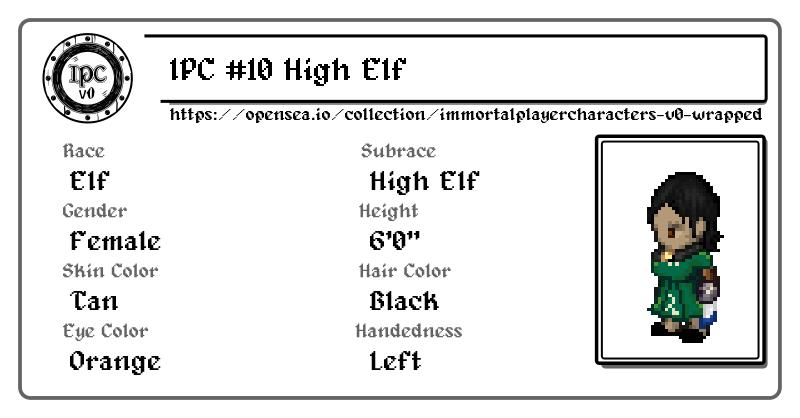 IPC
v0
IPC #10 High Elf
https://opensea.io/collection/immortalplayercharacters-v0-wrapped
Race
Elf
Subrace
High Elf
Gender
Female
Height
6'0"
Skin Color
Tan
Hair Color
Black
Eye Color
Orange
Handedness
Left